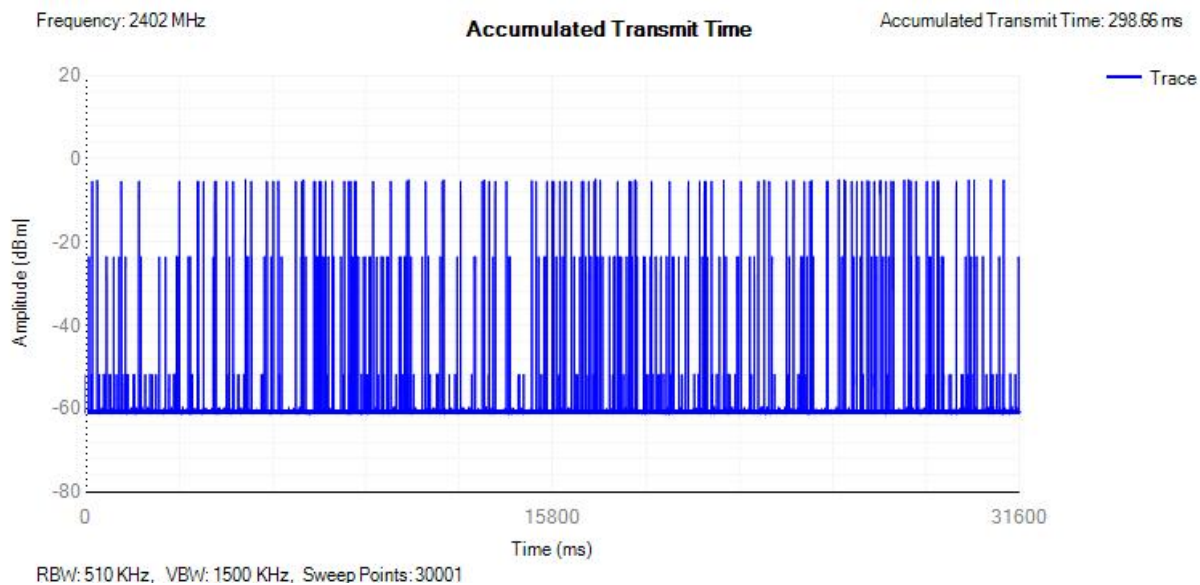 Frequency: 2402 MHz
Accumulated Transmit Time
Accumulated Transmit Time: 298.66 ms
Trace
20
0
-20
-40
-60
-80
Amplitude (dBm)
0
15800
31600
Time (ms)
RBW: 510 KHz, VBW: 1500 KHz, Sweep Points: 30001